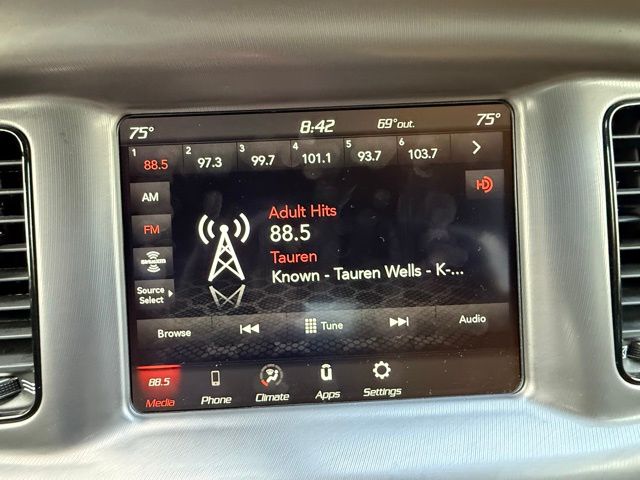 75° 8:42 69°out. 75°
1 88.5 2 97.3 3 99.7 4 101.1 5 93.7 6 103.7
AM
FM
SiriusXM
Source
Select
HD
Adult Hits
88.5
Tauren
Known - Tauren Wells - K-...
Browse Tune Audio
88.5
Media Phone Climate Apps Settings